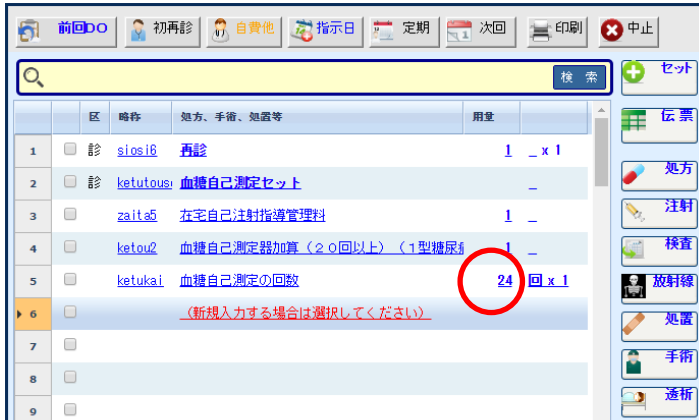 前回DO 初再診 自費他 指示日 定期 次回 印刷 中止
検 索
セット
区 略称 処方、手術、処置等 用量
伝票
1 診 siosi6 再診 1 _ x 1
2 診 ketutous 血糖自己測定セット _
処方
3 zaita5 在宅自己注射指導管理料 1 _
注射
4 ketou2 血糖自己測定器加算（２０回以上）（１型糖尿病 1 _
検査
5 ketukai 血糖自己測定の回数 24 回 x 1
放射線
6 （新規入力する場合は選択してください）
処置
7
手術
8
透析
9